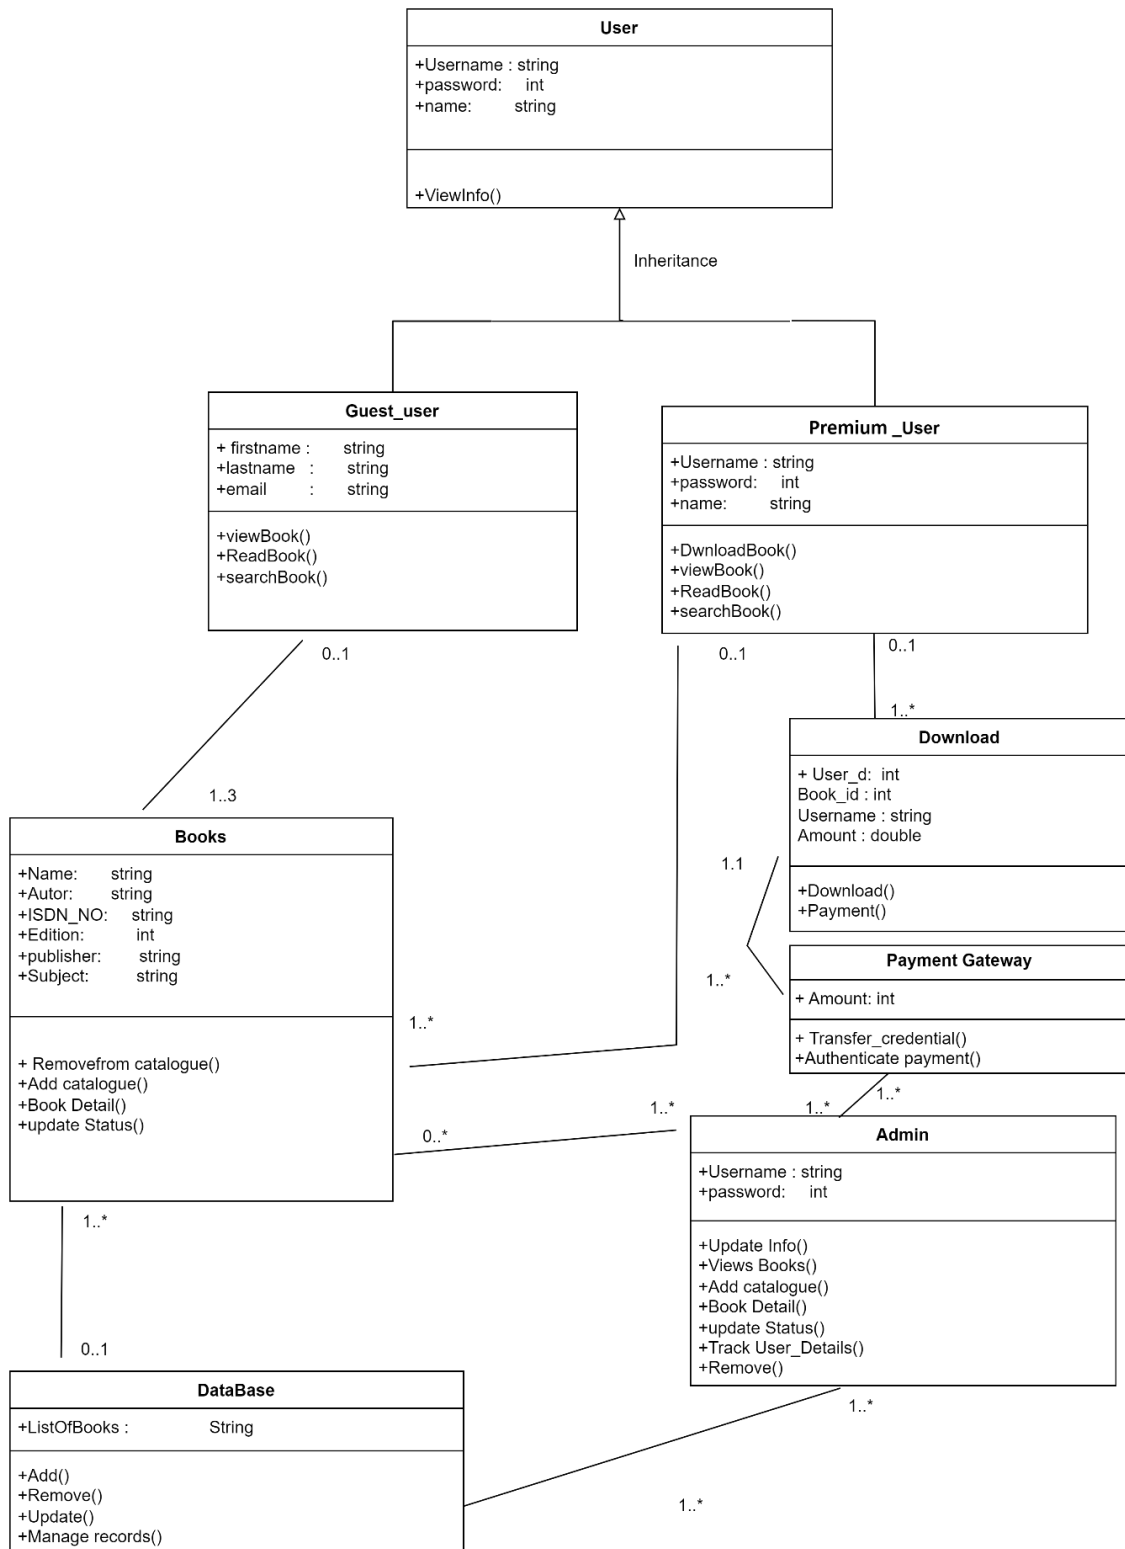 User
+Username : string
+password: int
+name: string
+ViewInfo()
Inheritance
Guest_user
+ firstname : string
+lastname : string
+email : string
+viewBook()
+ReadBook()
+searchBook()
0..1
Premium _User
+Username : string
+password: int
+name: string
+DwnloadBook()
+viewBook()
+ReadBook()
+searchBook()
0..1
0..1
1..*
Download
+ User_d: int
Book_id : int
Username : string
Amount : double
+Download()
+Payment()
1.1
1..*
Payment Gateway
+ Amount: int
+ Transfer_credential()
+Authenticate payment()
1..*
1..*
1..3
Books
+Name: string
+Autor: string
+ISDN_NO: string
+Edition: int
+publisher: string
+Subject: string
+ Removefrom catalogue()
+Add catalogue()
+Book Detail()
+update Status()
1..*
0..*
1..*
Admin
+Username : string
+password: int
+Update Info()
+Views Books()
+Add catalogue()
+Book Detail()
+update Status()
+Track User_Details()
+Remove()
1..*
1..*
0..1
DataBase
+ListOfBooks : String
+Add()
+Remove()
+Update()
+Manage records()
1..*